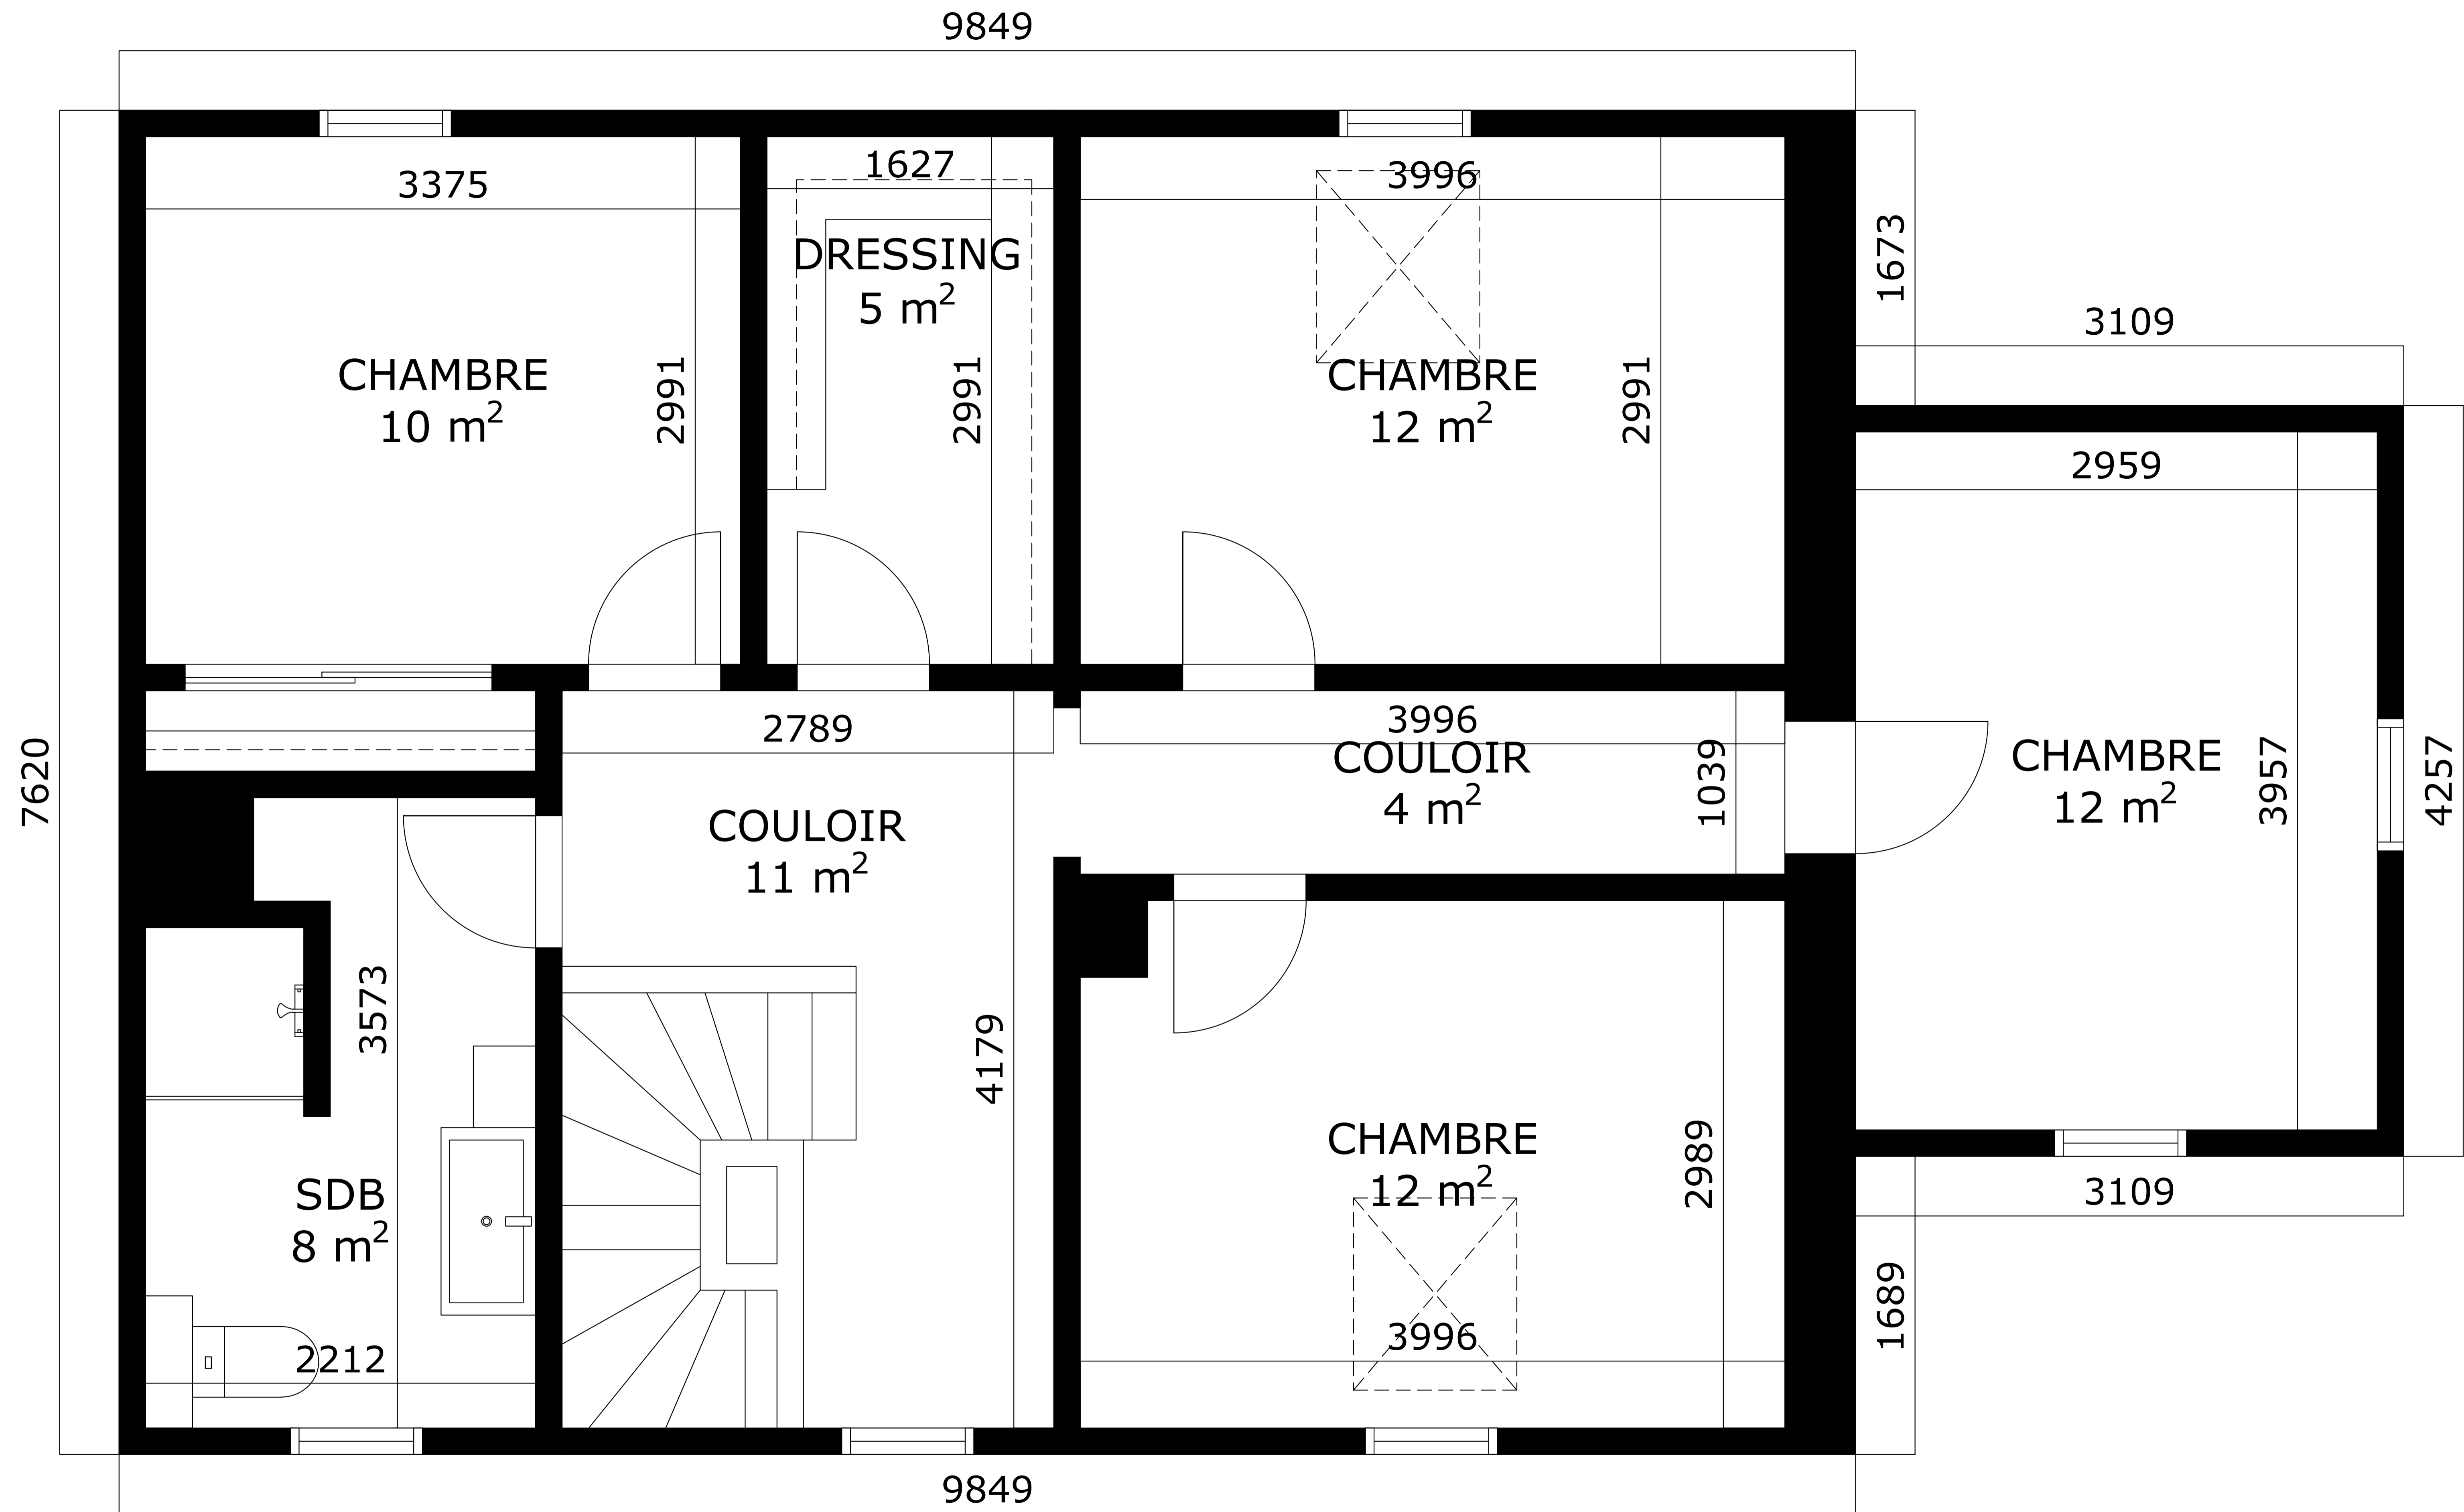 9849
3375
1627
3996
DRESSING
5 m²
1673
3109
CHAMBRE
10 m²
2991
2991
CHAMBRE
12 m²
2991
2959
2789
3996
COULOIR
4 m²
1039
7620
COULOIR
11 m²
CHAMBRE
12 m²
3957
4257
3573
4179
CHAMBRE
12 m²
2989
SDB
8 m²
3109
2212
3996
1689
9849